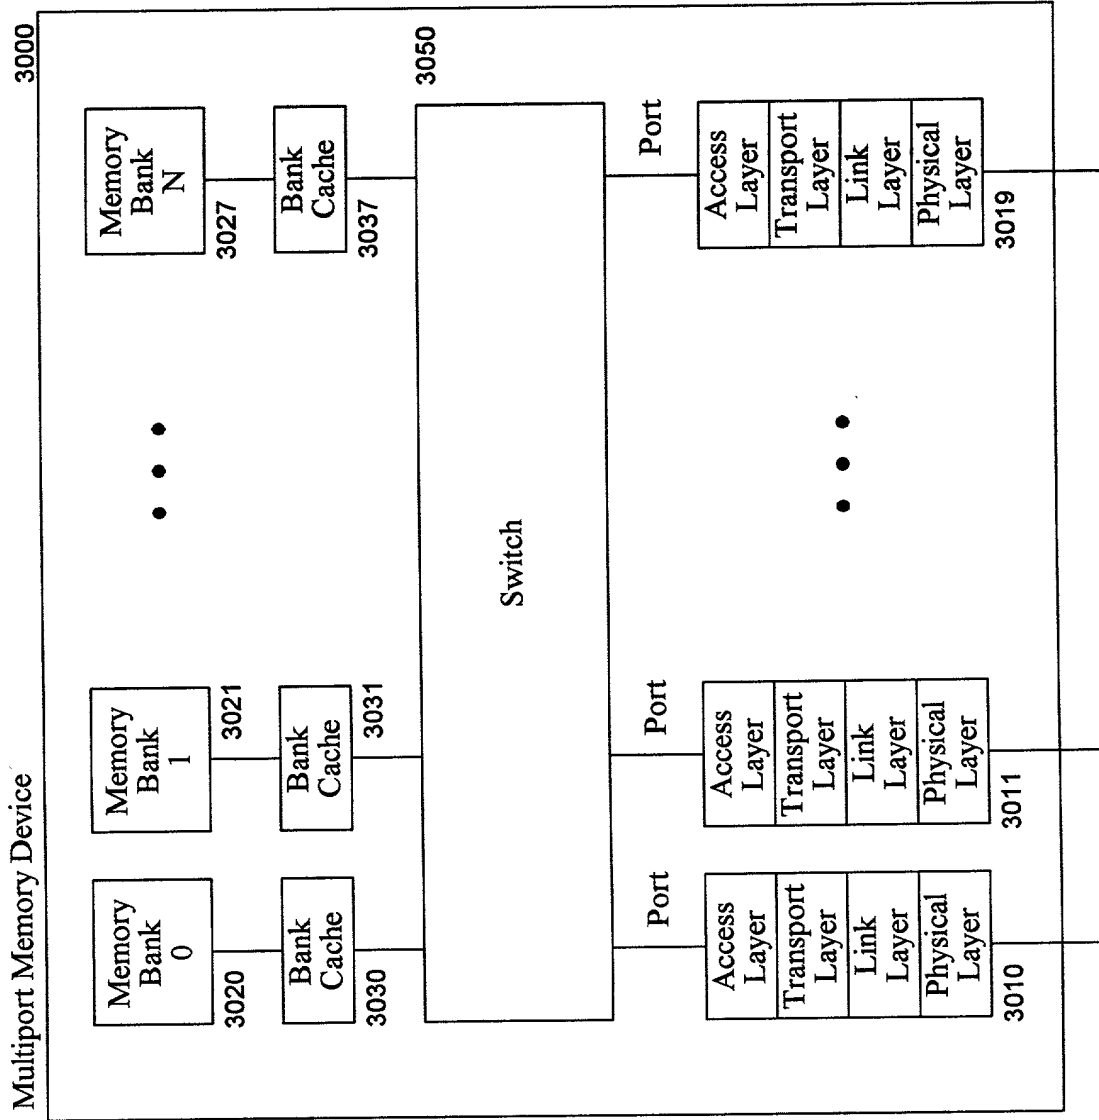 Multiport Memory Device
3000
Memory
Bank
0
3020
Memory
Bank
1
3021
Memory
Bank
N
3027
Bank
Cache
3030
Bank
Cache
3031
Bank
Cache
3037
3050
Switch
Port
Port
Port
Access
Layer
Transport
Layer
Link
Layer
Physical
Layer
3010
Access
Layer
Transport
Layer
Link
Layer
Physical
Layer
3011
Access
Layer
Transport
Layer
Link
Layer
Physical
Layer
3019